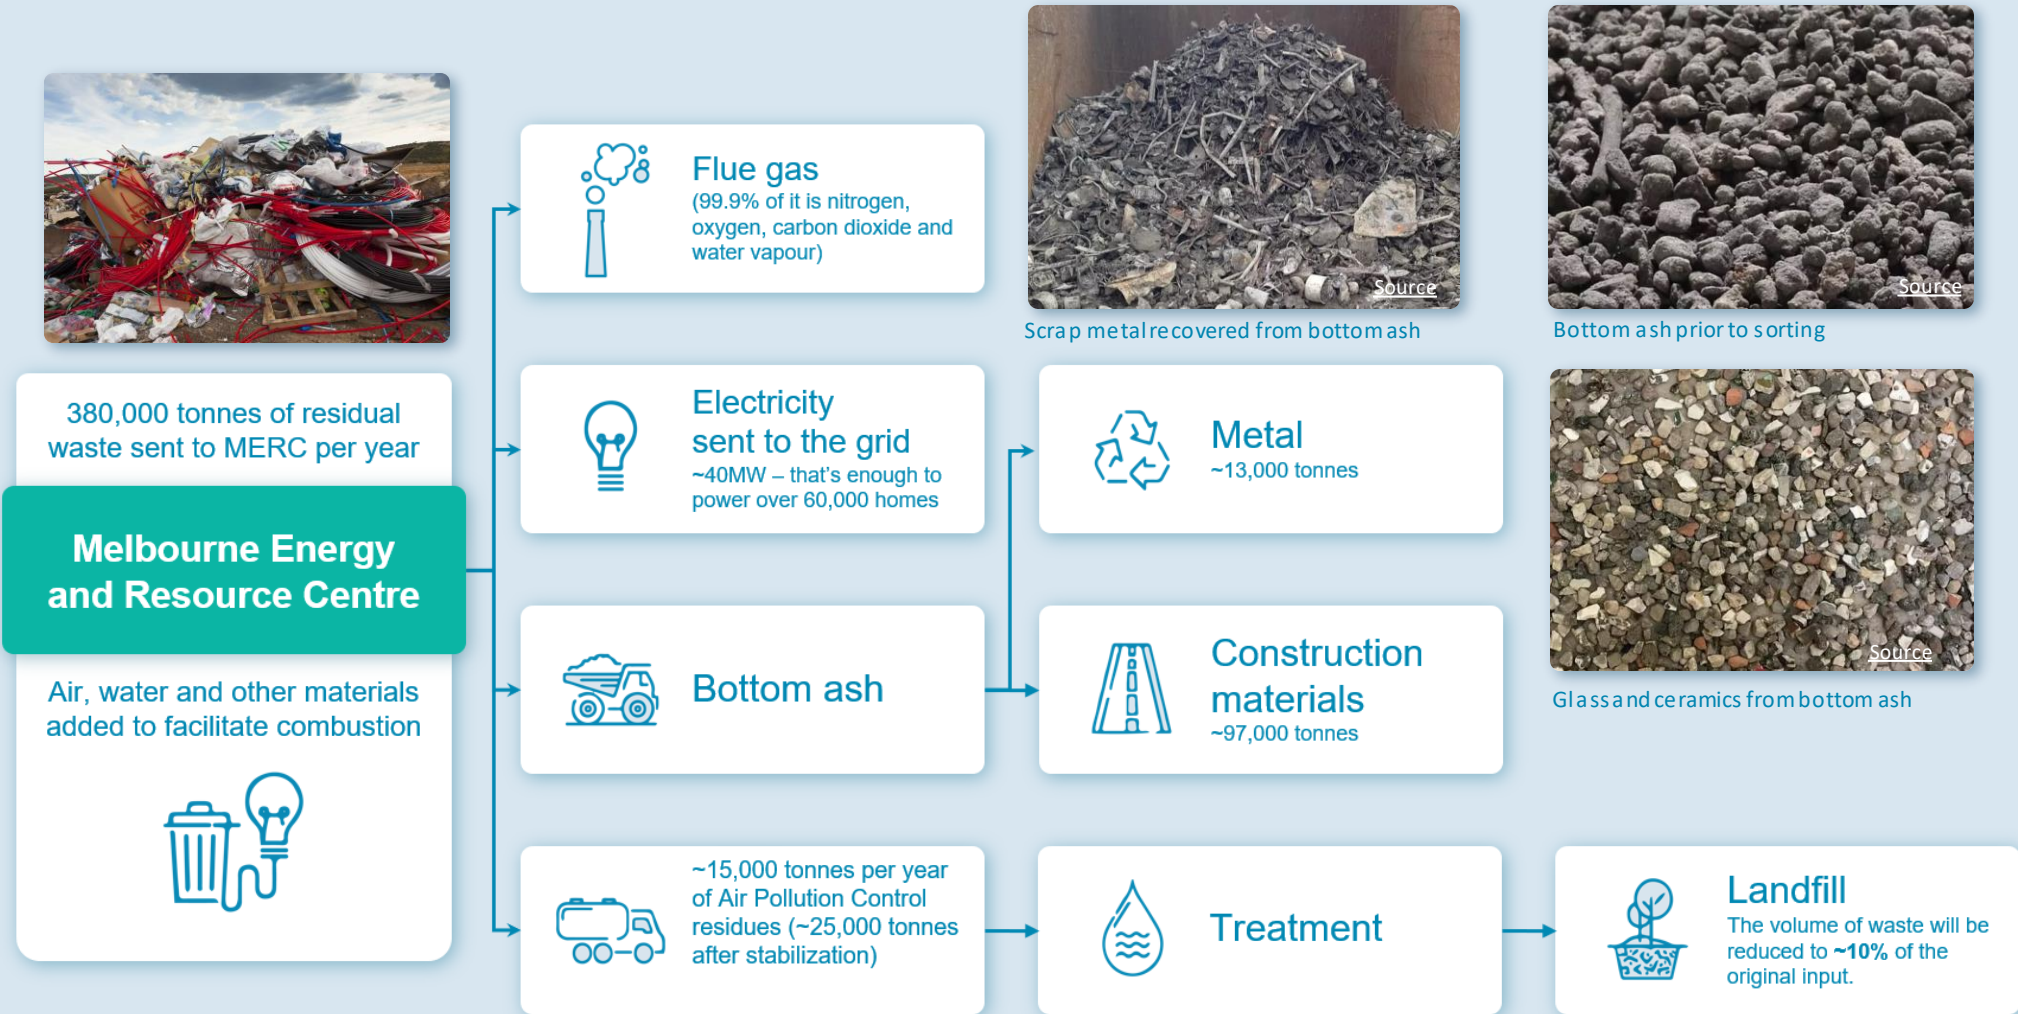 380,000 tonnes of residual
waste sent to MERC per year
Melbourne Energy
and Resource Centre
Air, water and other materials
added to facilitate combustion
Flue gas
(99.9% of it is nitrogen,
oxygen, carbon dioxide and
water vapour)
Electricity
sent to the grid
~40MW – that’s enough to
power over 60,000 homes
Bottom ash
~15,000 tonnes per year
of Air Pollution Control
residues (~25,000 tonnes
after stabilization)
Source
Scrap metal recovered from bottom ash
Metal
~13,000 tonnes
Construction
materials
~97,000 tonnes
Treatment
Source
Bottom ash prior to sorting
Source
Glass and ceramics from bottom ash
Landfill
The volume of waste will be
reduced to ~10% of the
original input.